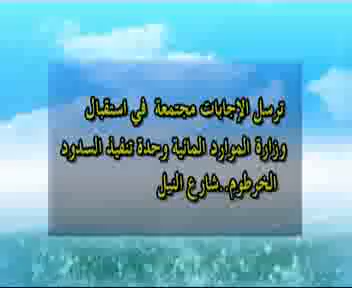 ترسل الإجابات مجتمعة في استقبال
وزارة الموارد المائية وحدة تنفيذ السدود
الخرطوم..شارع النيل